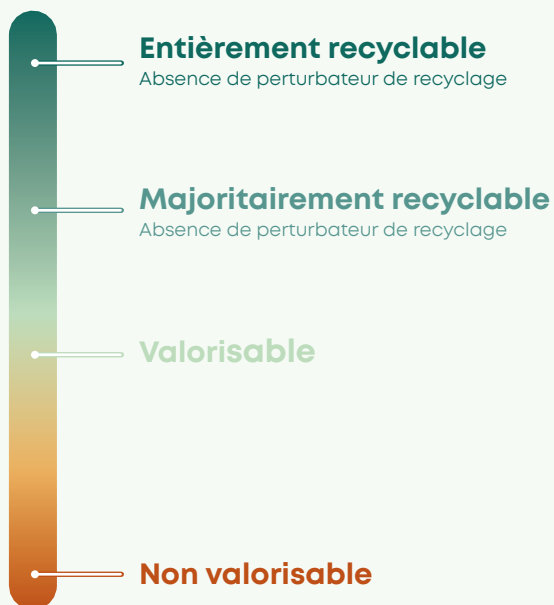 Entièrement recyclable
Absence de perturbateur de recyclage
Majoritairement recyclable
Absence de perturbateur de recyclage
Valorisable
Non valorisable